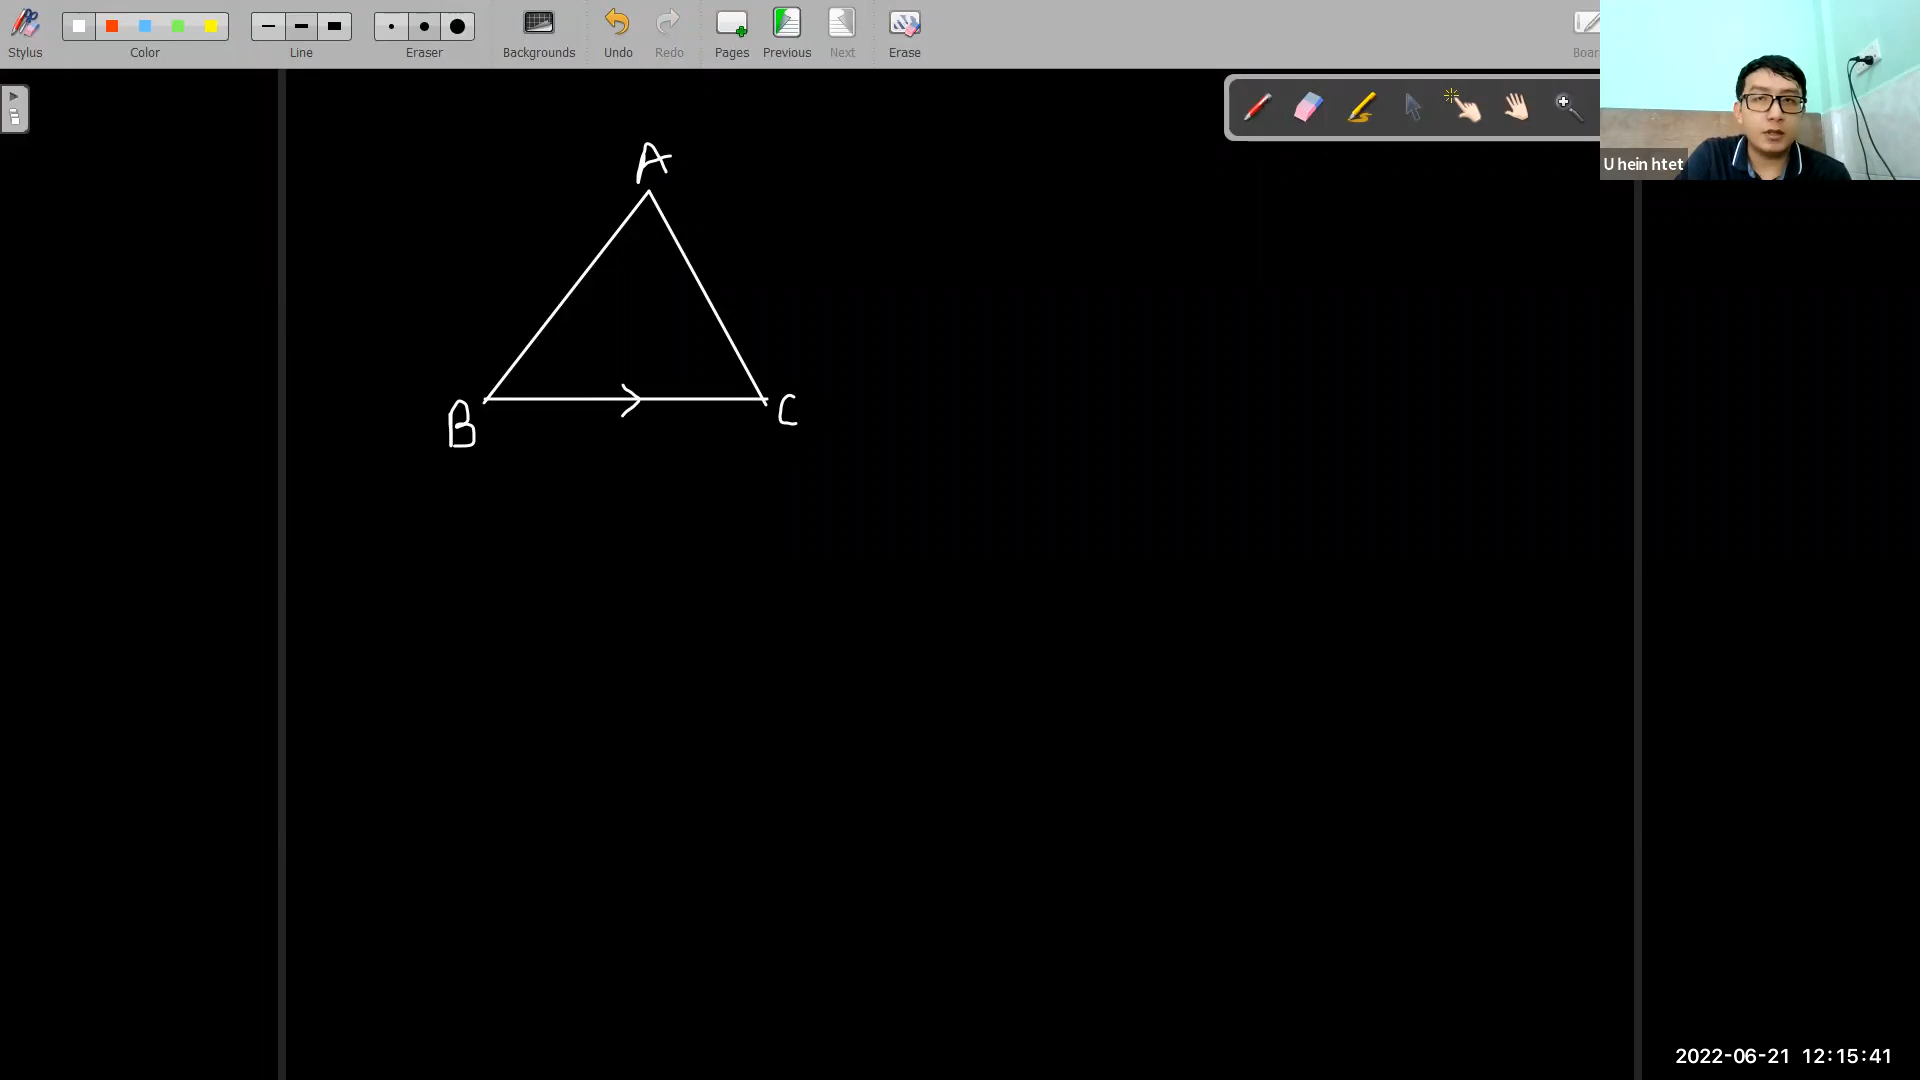 Stylus Color Line Eraser Backgrounds Undo Redo Pages Previous Next Erase Boar
U hein htet
A
B
C
2022-06-21 12:15:41